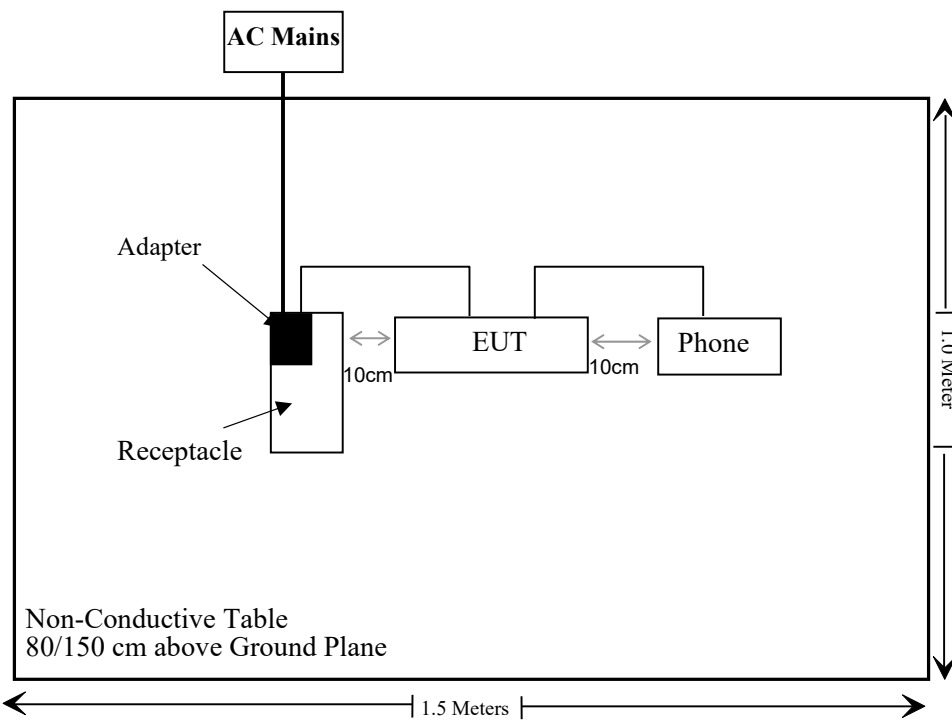 AC Mains
Adapter
EUT
Phone
10cm
10cm
1.0 Meter
Receptacle
Non-Conductive Table
80/150 cm above Ground Plane
1.5 Meters